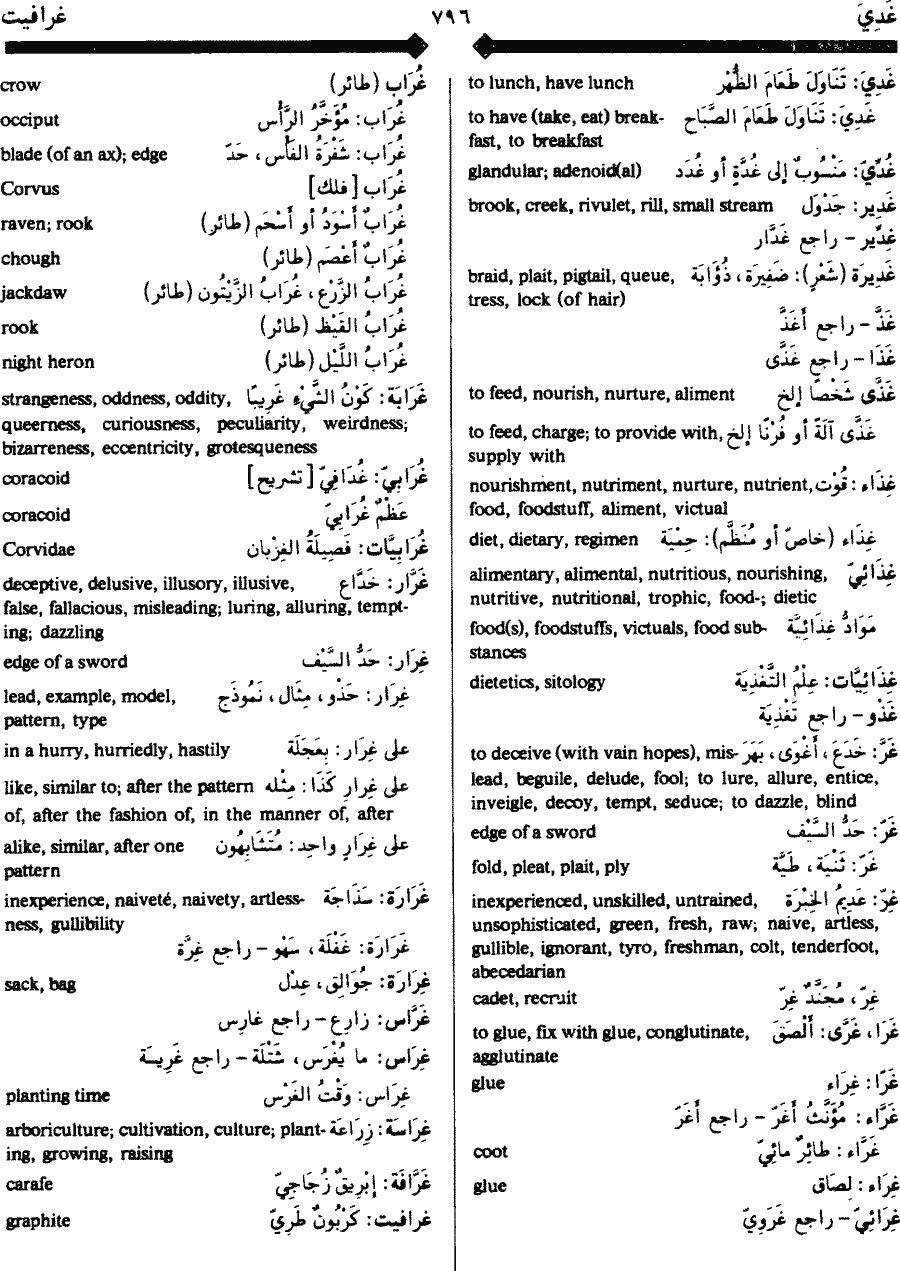 غَدِيَ
٧٩٦
غرافيت
غَدِيَ: تَنَاوَلَ طَعَامَ الظُّهْر to lunch, have lunch
غَدِيَ: تَنَاوَلَ طَعَامَ الصَّبَاح to have (take, eat) break-
fast, to breakfast
غُدِّيّ: مَنْسُوبٌ إلى غُدَّة أو غُدَد glandular; adenoid(al)
غَدِير: جَدْوَل brook, creek, rivulet, rill, small stream
غِدِّير - راجع غَدَّار
غَدِيرَة (شَعْر): ضَفِيرَة، ذُؤَابَة braid, plait, pigtail, queue,
tress, lock (of hair)
غَذَّ - راجع أَغَذَّ
غَذَا - راجع غَذَّى
غَذَّى شَخْصًا إلخ to feed, nourish, nurture, aliment
غَذَّى آلَةً أو فُرْنًا إلخ to feed, charge; to provide with,
supply with
غِذَاء: قُوْت nourishment, nutriment, nurture, nutrient,
food, foodstuff, aliment, victual
غِذَاء (خاصّ أو مُنَظَّم): حِمْيَة diet, dietary, regimen
غِذَائِيّ alimentary, alimental, nutritious, nourishing,
nutritive, nutritional, trophic, food-; dietic
مَوَادُّ غِذَائِيَّة food(s), foodstuffs, victuals, food sub-
stances
غِذَائِيَّات: عِلْمُ التَّغْذِيَة dietetics, sitology
غَذْو - راجع تَغْذِيَة
غَرَّ: خَدَعَ، أَغْوَى، بَهَرَ to deceive (with vain hopes), mis-
lead, beguile, delude, fool; to lure, allure, entice,
inveigle, decoy, tempt, seduce; to dazzle, blind
غَرّ: حَدُّ السَّيْف edge of a sword
غَرّ: ثَنْيَة، طَيَّة fold, pleat, plait, ply
غِرّ: عَدِيمُ الخِبْرَة inexperienced, unskilled, untrained,
unsophisticated, green, fresh, raw; naive, artless,
gullible, ignorant, tyro, freshman, colt, tenderfoot,
abecedarian
غِرّ، مُجَنَّدٌ غِرّ cadet, recruit
غَرَا، غَرَّى: أَلْصَقَ to glue, fix with glue, conglutinate,
agglutinate
غَرًا: غِرَاء glue
غَرَّاء: مُؤَنَّثُ أَغَرّ - راجع أَغَرّ
غَرَّاء: طائِرٌ مائِيّ coot
غِرَاء: لِصَاق glue
غِرَائِيّ - راجع غَرَوِيّ
غُرَاب (طائر) crow
غُرَاب: مُؤَخَّرُ الرَّأْس occiput
غُرَاب: شَفْرَةُ الفَأْس، حَدّ blade (of an ax); edge
غُرَاب [فلك] Corvus
غُرَابٌ أَسْوَدُ أو أَسْحَم (طائر) raven; rook
غُرَابٌ أَعْصَم (طائر) chough
غُرَابُ الزَّرْع، غُرَابُ الزَّيْتُون (طائر) jackdaw
غُرَابُ القَيْظ (طائر) rook
غُرَابُ اللَّيْل (طائر) night heron
غَرَابَة: كَوْنُ الشَّيْءِ غَرِيبًا strangeness, oddness, oddity,
queerness, curiousness, peculiarity, weirdness;
bizarreness, eccentricity, grotesqueness
غُرَابِيّ: غُدَافِيّ [تشريح] coracoid
عَظْمٌ غُرَابِيّ coracoid
غُرَابِيَّات: فَصِيلَةُ الغِرْبَان Corvidae
غَرَّار: خَدَّاع deceptive, delusive, illusory, illusive,
false, fallacious, misleading; luring, alluring, tempt-
ing; dazzling
غِرَار: حَدُّ السَّيْف edge of a sword
غِرَار: حَذْو، مِثَال، نَمُوذَج lead, example, model,
pattern, type
على غِرَار: بِعَجَلَة in a hurry, hurriedly, hastily
على غِرَارِ كَذَا: مِثْله like, similar to; after the pattern
of, after the fashion of, in the manner of, after
على غِرَارٍ واحِد: مُتَشَابِهُون alike, similar, after one
pattern
غَرَارَة: سَذَاجَة inexperience, naiveté, naivety, artless-
ness, gullibility
غَرَارَة: غَفْلَة، سَهْو - راجع غِرَّة
غِرَارَة: جُوَالِق، عِدْل sack, bag
غَرَّاس: زارِع - راجع غارِس
غِرَاس: ما يُغْرَس، شَتْلَة - راجع غَرِيسَة
غِرَاس: وَقْتُ الغَرْس planting time
غِرَاسَة: زِرَاعَة arboriculture; cultivation, culture; plant-
ing, growing, raising
غَرَّافَة: إبْرِيقٌ زُجَاجِيّ carafe
غرافيت: كَرْبُونٌ طَرِيّ graphite